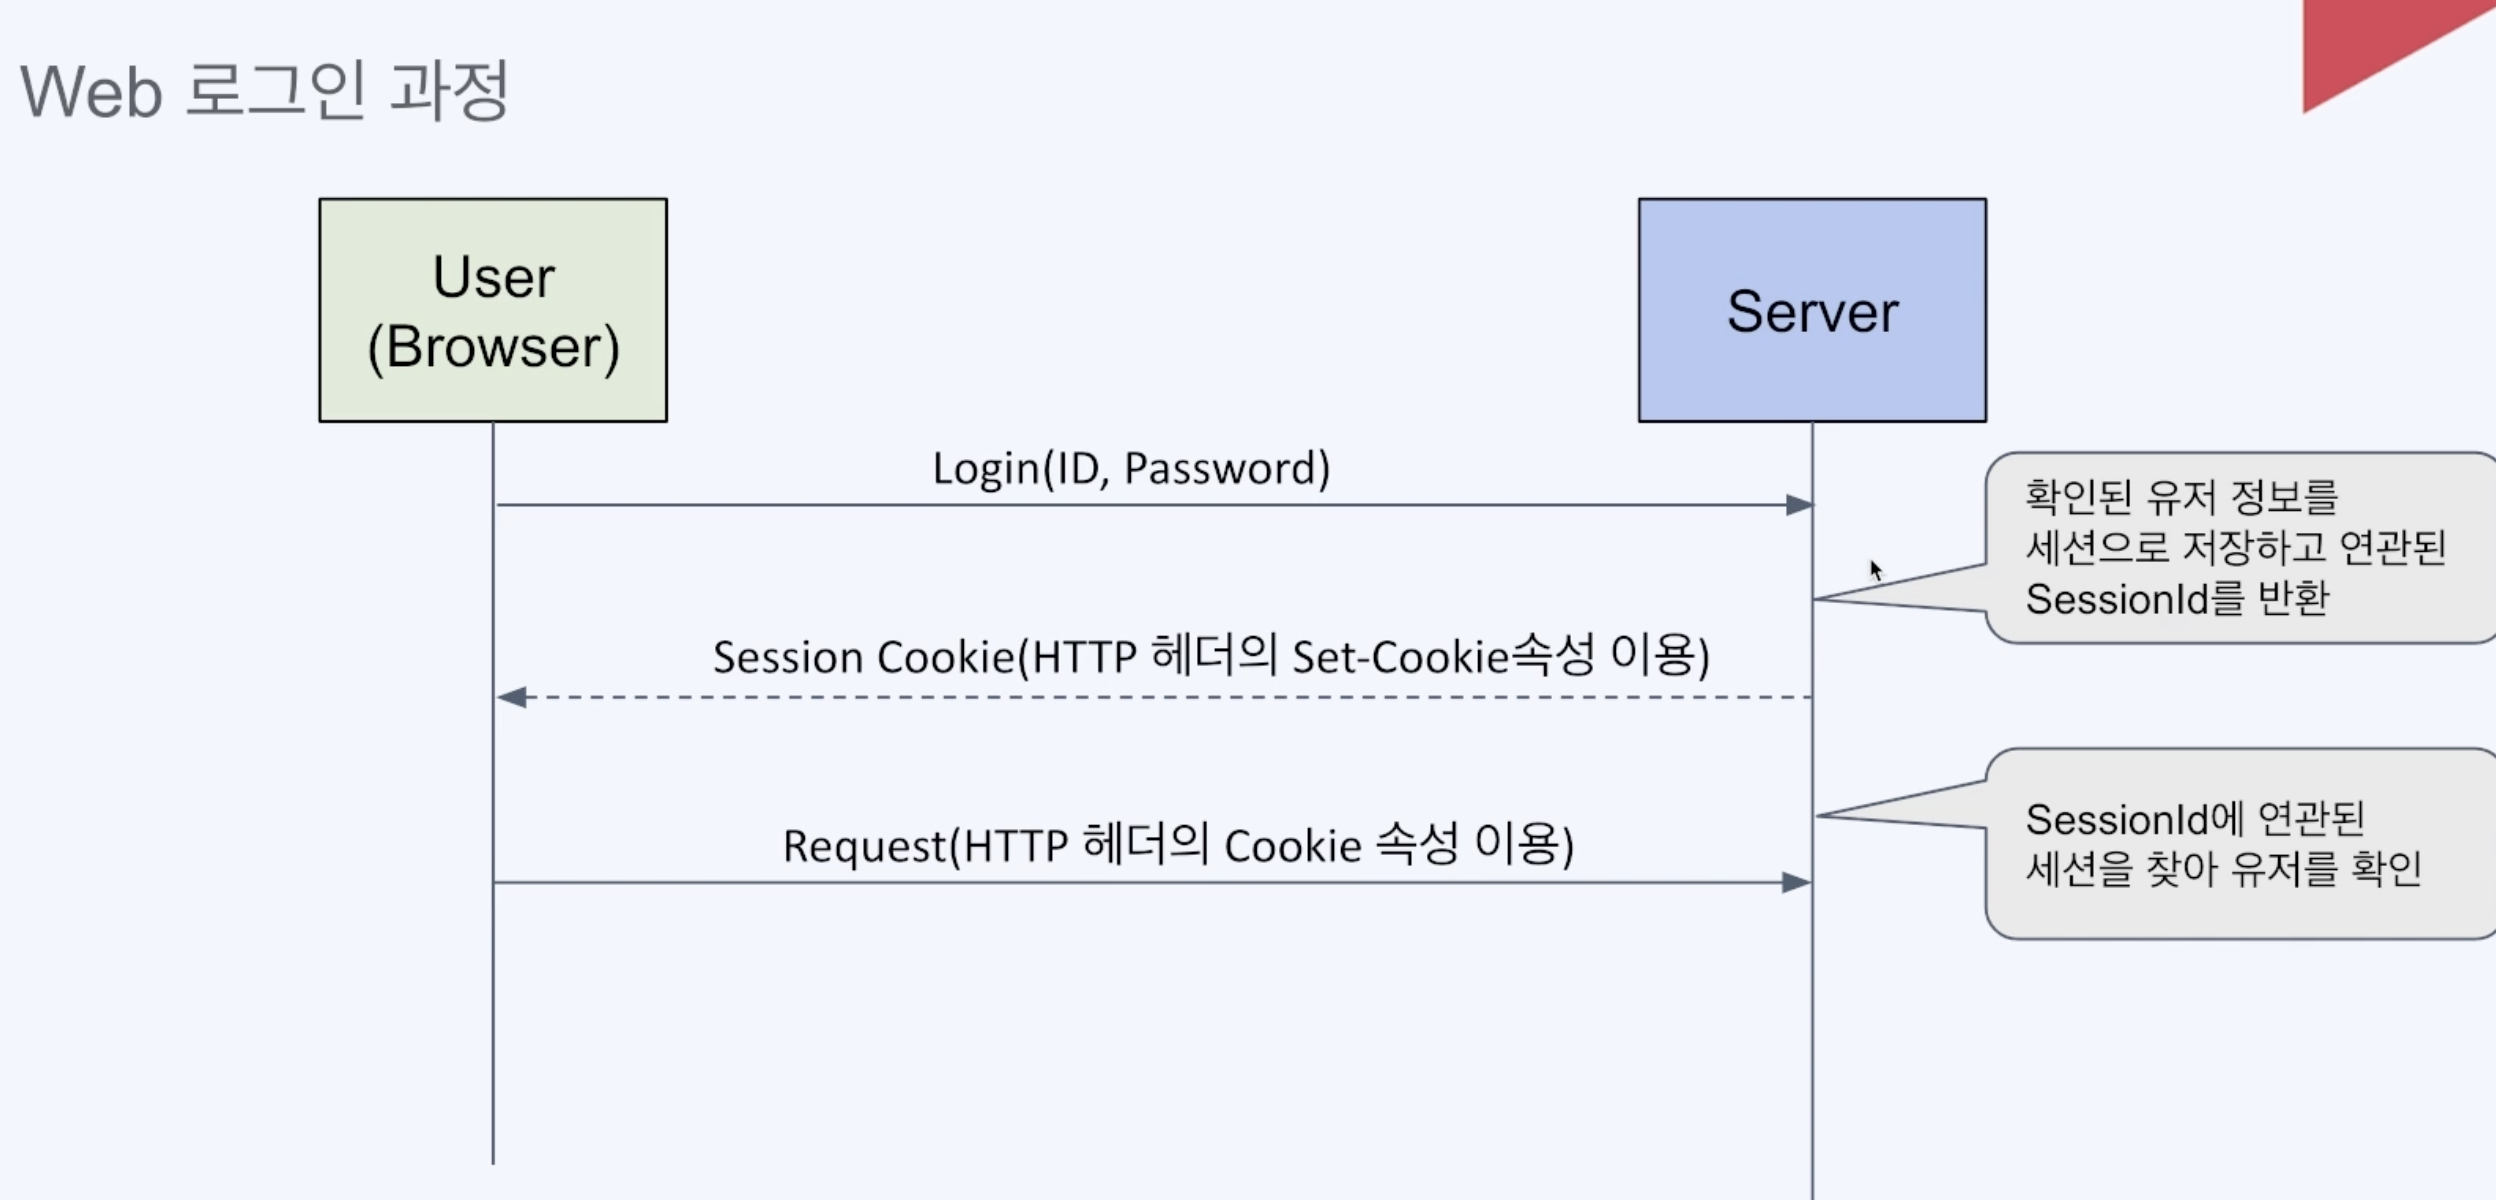 Web 로그인 과정
User
(Browser)
Server
Login(ID, Password)
확인된 유저 정보를
세션으로 저장하고 연관된
SessionId를 반환
Session Cookie(HTTP 헤더의 Set-Cookie속성 이용)
Request(HTTP 헤더의 Cookie 속성 이용)
SessionId에 연관된
세션을 찾아 유저를 확인